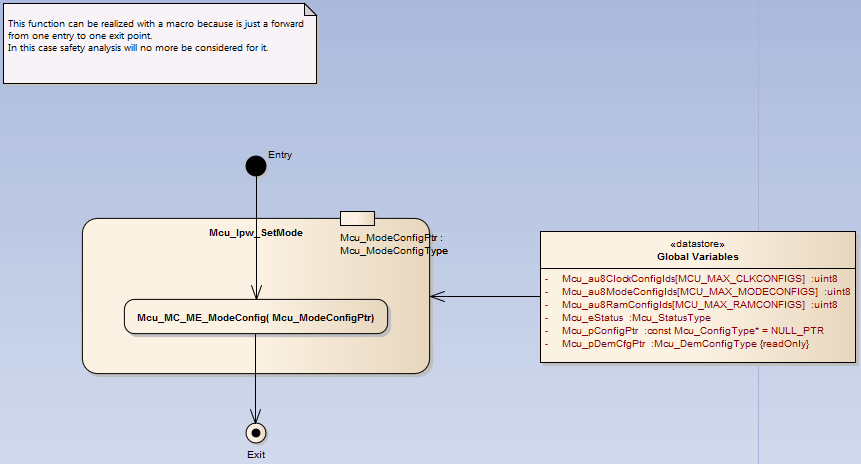 This function can be realized with a macro because is just a forward
from one entry to one exit point.
In this case safety analysis will no more be considered for it.
Entry
Mcu_Ipw_SetMode
Mcu_ModeConfigPtr :
Mcu_ModeConfigType
Mcu_MC_ME_ModeConfig( Mcu_ModeConfigPtr)
Exit
«datastore»
Global Variables
- Mcu_au8ClockConfigIds[MCU_MAX_CLKCONFIGS] :uint8
- Mcu_au8ModeConfigIds[MCU_MAX_MODECONFIGS] :uint8
- Mcu_au8RamConfigIds[MCU_MAX_RAMCONFIGS] :uint8
- Mcu_eStatus :Mcu_StatusType
- Mcu_pConfigPtr :const Mcu_ConfigType* = NULL_PTR
- Mcu_pDemCfgPtr :Mcu_DemConfigType {readOnly}